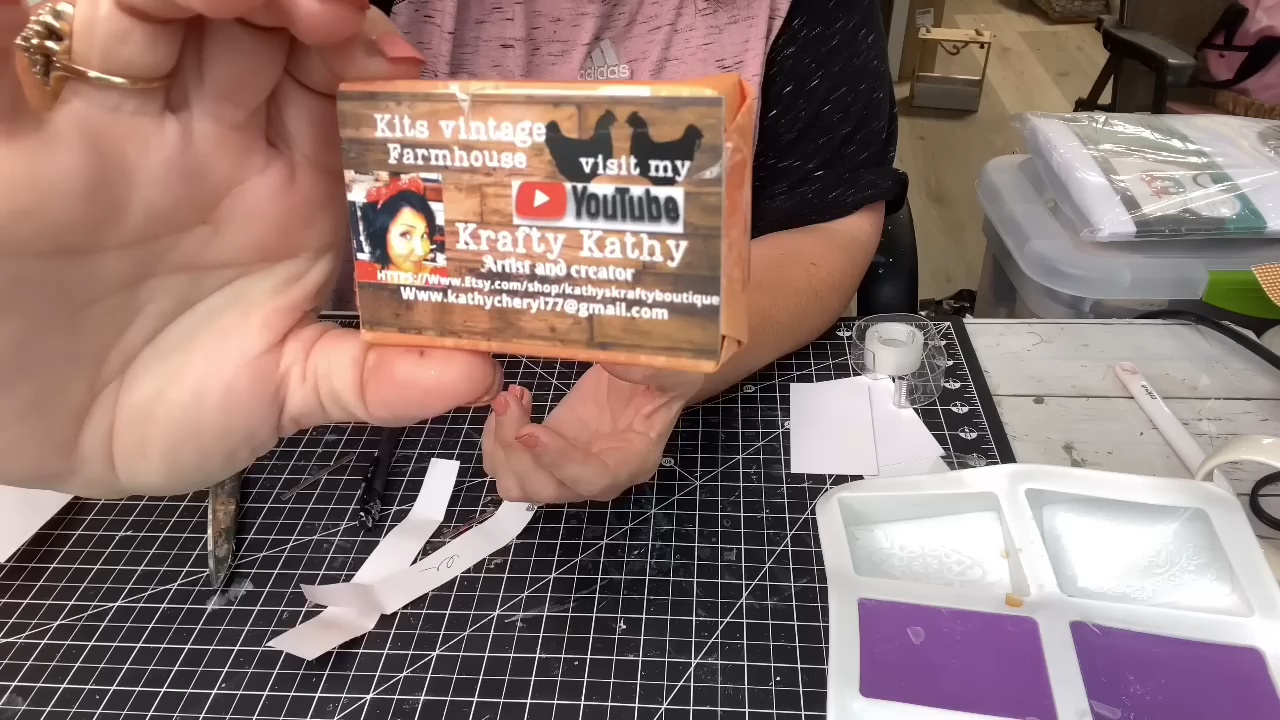 adidas
Kits vintage
Farmhouse
visit my
YouTube
Krafty Kathy
Artist and creator
HTTPS://Www.Etsy.com/shop/kathyskraftyboutique
Www.kathycheryl77@gmail.com